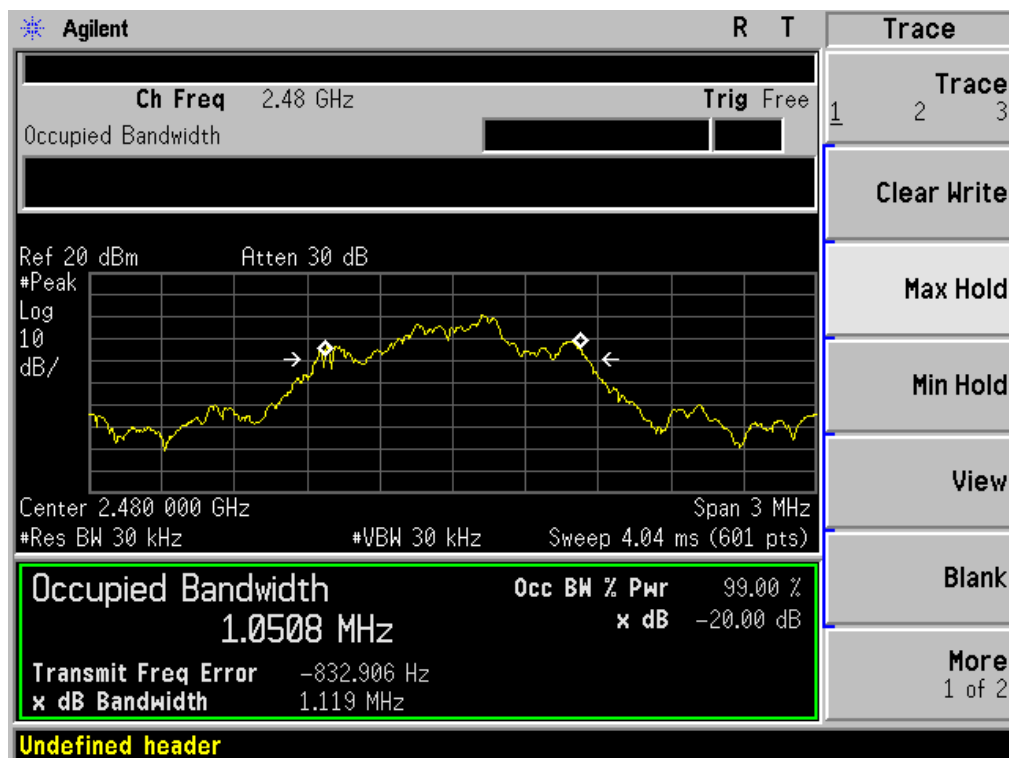 Agilent R T
Ch Freq 2.48 GHz Trig Free
Occupied Bandwidth
Ref 20 dBm Atten 30 dB
#Peak
Log
10
dB/
Center 2.480 000 GHz Span 3 MHz
#Res BW 30 kHz #VBW 30 kHz Sweep 4.04 ms (601 pts)
Occupied Bandwidth
1.0508 MHz
Occ BW % Pwr 99.00 %
x dB -20.00 dB
Transmit Freq Error -832.906 Hz
x dB Bandwidth 1.119 MHz
Undefined header
Trace
Trace
1 2 3
Clear Write
Max Hold
Min Hold
View
Blank
More
1 of 2